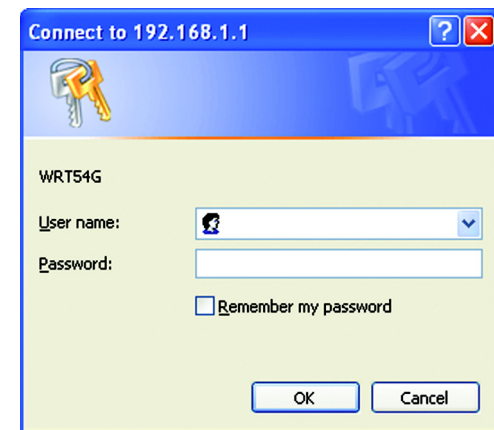 Connect to 192.168.1.1
WRT54G
User name:
Password:
Remember my password
OK
Cancel